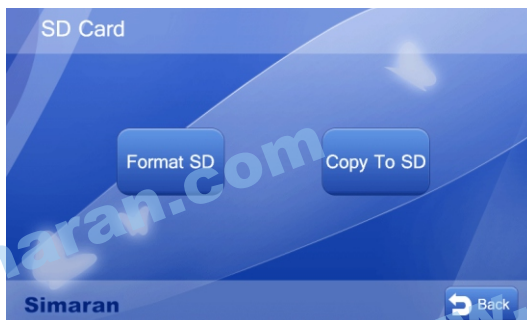 SD Card
Format SD
Copy To SD
Simaran
Back